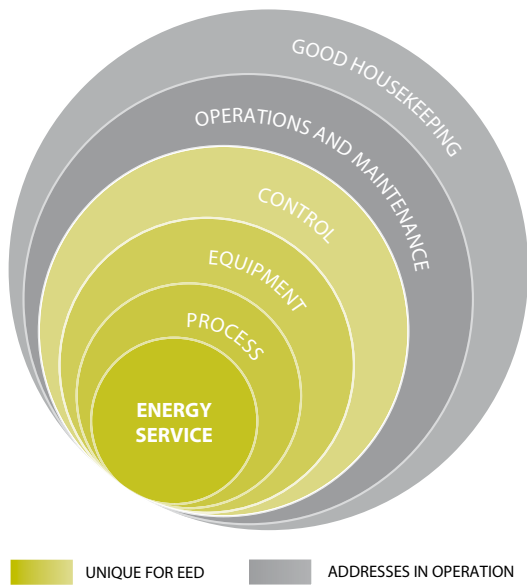 GOOD HOUSEKEEPING
OPERATIONS AND MAINTENANCE
CONTROL
EQUIPMENT
PROCESS
ENERGY
SERVICE
UNIQUE FOR EED
ADDRESSES IN OPERATION